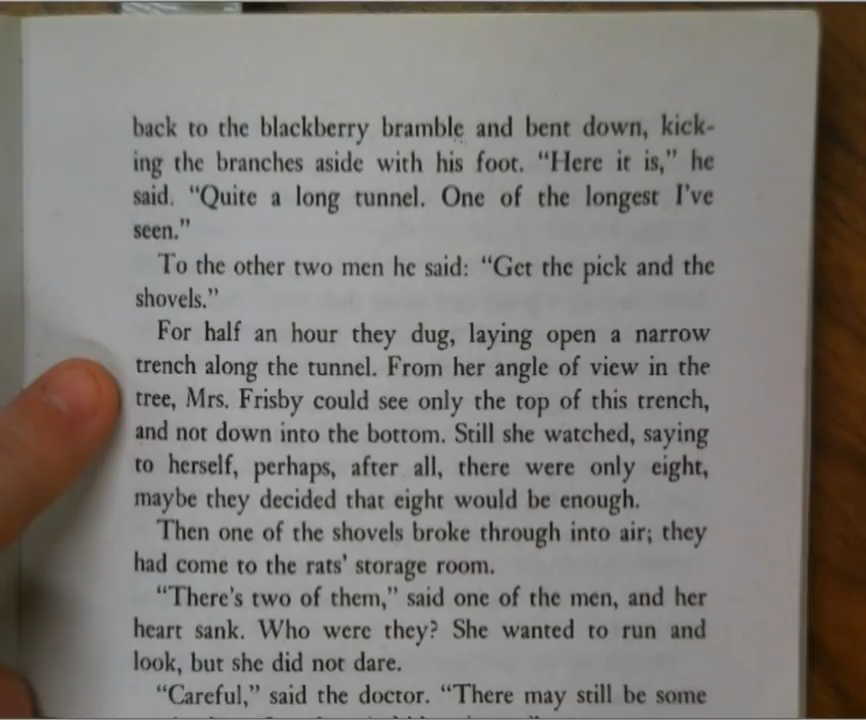 back to the blackberry bramble and bent down, kick-
ing the branches aside with his foot. “Here it is,” he
said. “Quite a long tunnel. One of the longest I’ve
seen.”
To the other two men he said: “Get the pick and the
shovels.”
For half an hour they dug, laying open a narrow
trench along the tunnel. From her angle of view in the
tree, Mrs. Frisby could see only the top of this trench,
and not down into the bottom. Still she watched, saying
to herself, perhaps, after all, there were only eight,
maybe they decided that eight would be enough.
Then one of the shovels broke through into air; they
had come to the rats’ storage room.
“There’s two of them,” said one of the men, and her
heart sank. Who were they? She wanted to run and
look, but she did not dare.
“Careful,” said the doctor. “There may still be some